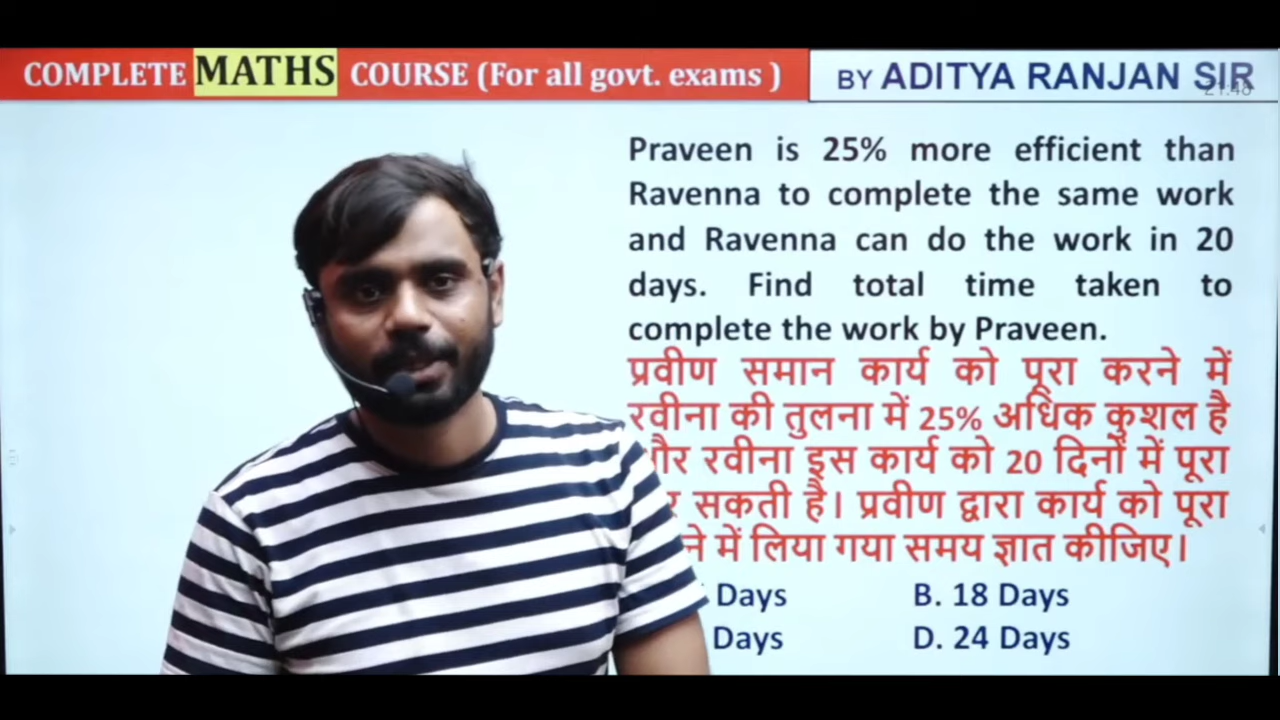 COMPLETE MATHS COURSE (For all govt. exams )
BY ADITYA RANJAN SIR
Praveen is 25% more efficient than
Ravenna to complete the same work
and Ravenna can do the work in 20
days. Find total time taken to
complete the work by Praveen.
प्रवीण समान कार्य को पूरा करने में
रवीना की तुलना में 25% अधिक कुशल है
रवीना इस कार्य को 20 दिनों में पूरा
सकती है। प्रवीण द्वारा कार्य को पूरा
में लिया गया समय ज्ञात कीजिए।
Days B. 18 Days
Days D. 24 Days